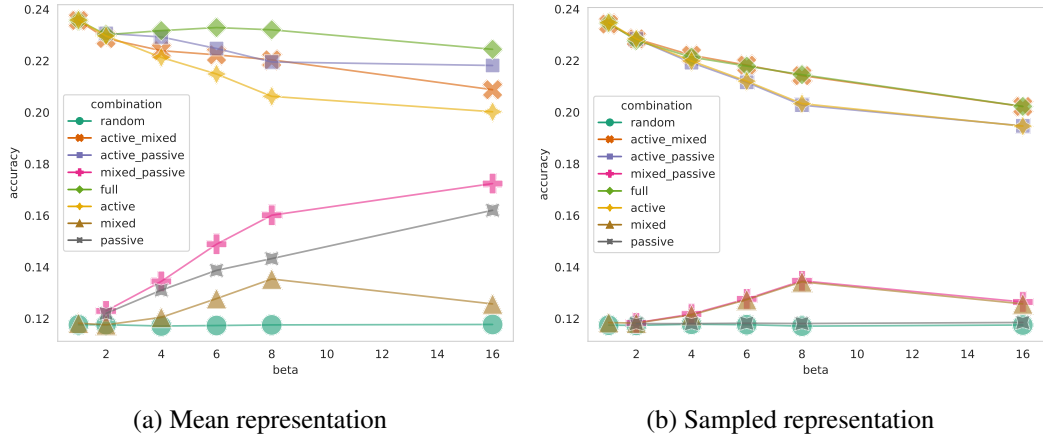 0.24
0.22
0.20
0.18
0.16
0.14
0.12
accuracy
combination
random
active_mixed
active_passive
mixed_passive
full
active
mixed
passive
2 4 6 8 10 12 14 16
beta
(a) Mean representation
0.24
0.22
0.20
0.18
0.16
0.14
0.12
accuracy
combination
random
active_mixed
active_passive
mixed_passive
full
active
mixed
passive
2 4 6 8 10 12 14 16
beta
(b) Sampled representation